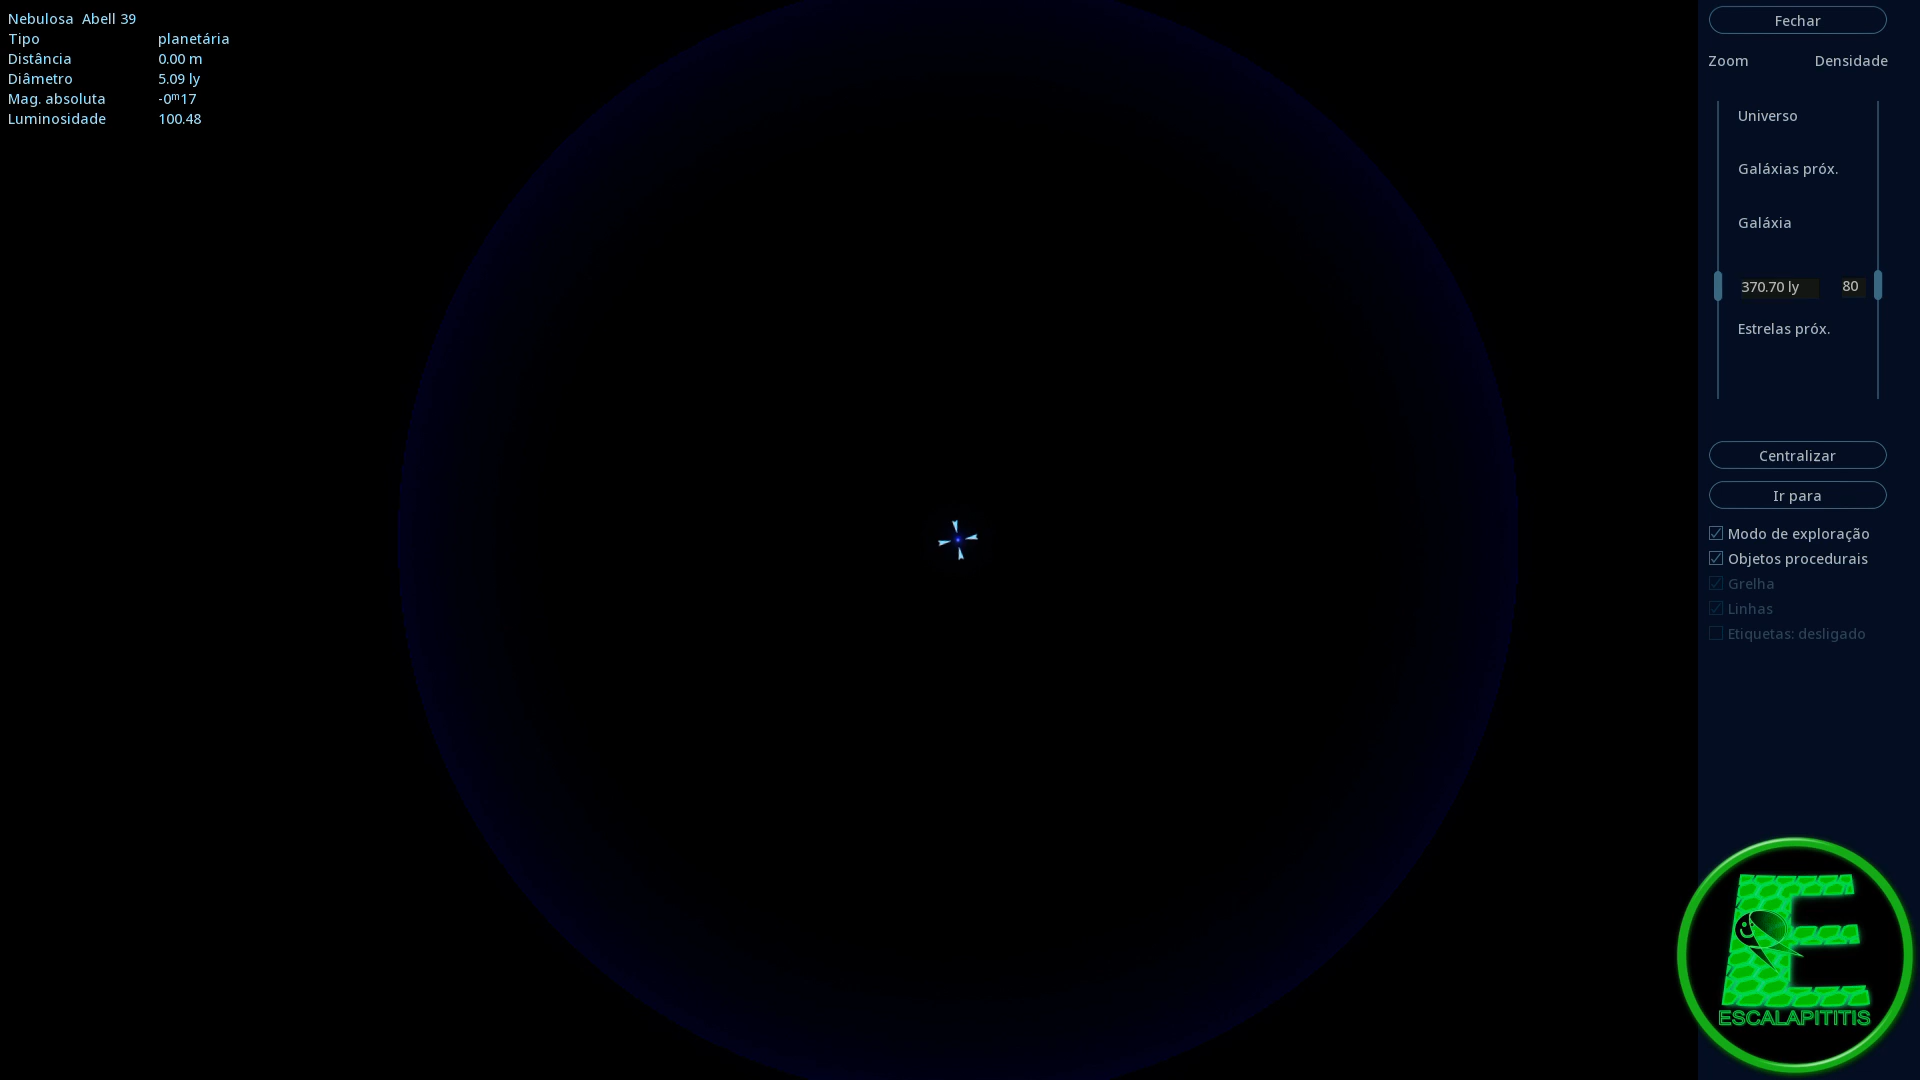 Nebulosa Abell 39
Tipo planetária
Distância 0.00 m
Diâmetro 5.09 ly
Mag. absoluta -0ᵐ17
Luminosidade 100.48
Fechar
Zoom Densidade
Universo
Galáxias próx.
Galáxia
370.70 ly 80
Estrelas próx.
Centralizar
Ir para
Modo de exploração
Objetos procedurais
Grelha
Linhas
Etiquetas: desligado
E
ESCALAPITITIS